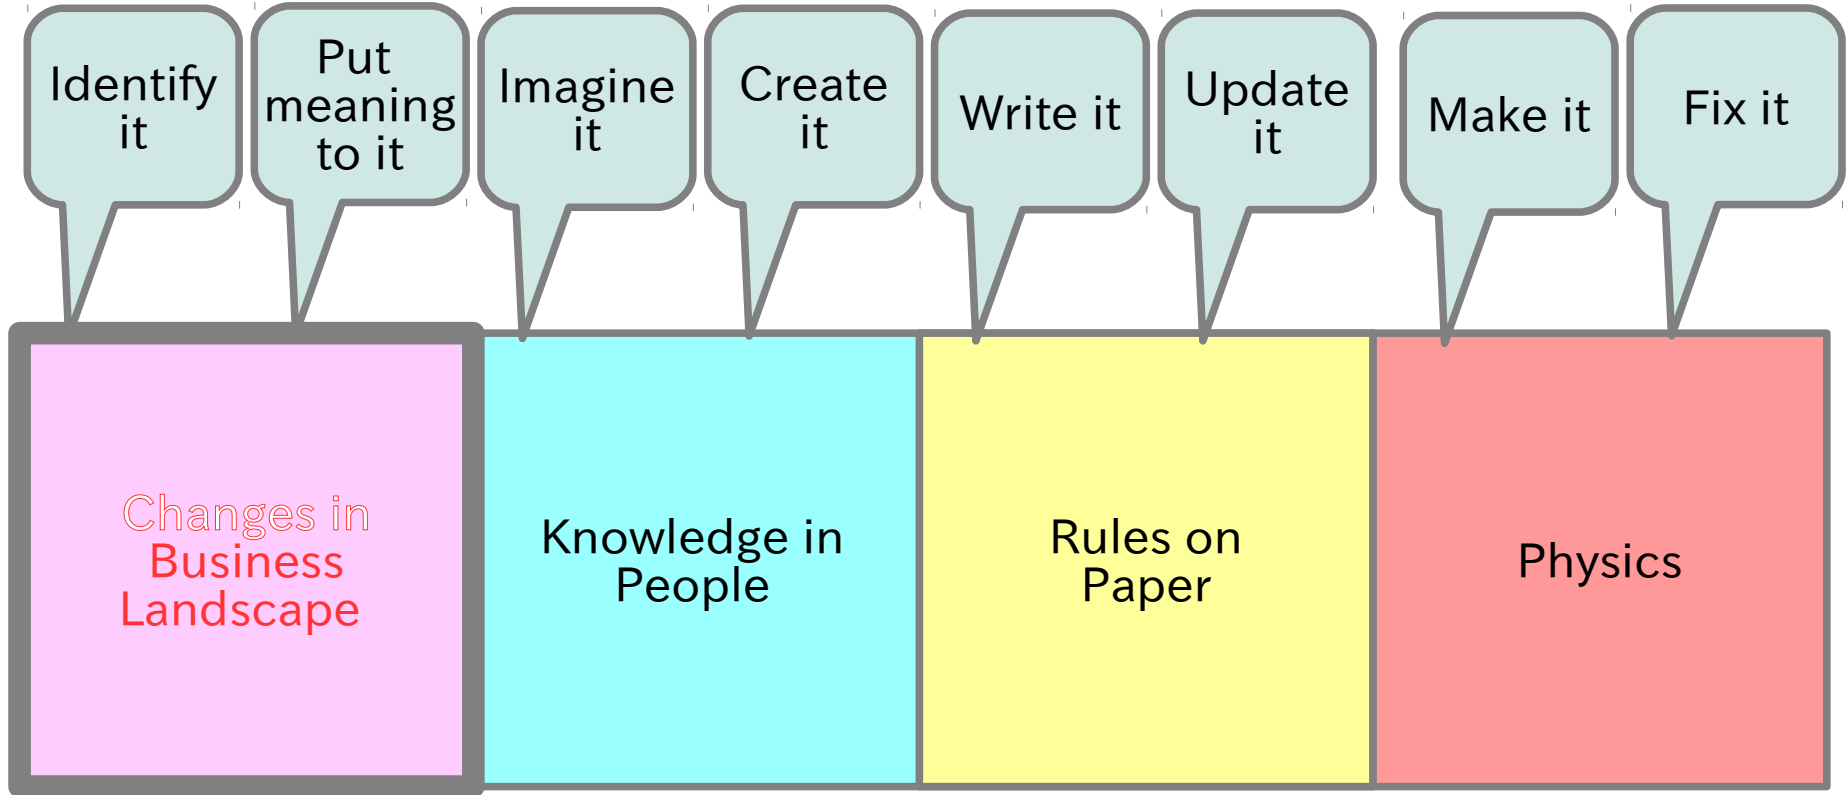 Identify
it
Put
meaning
to it
Imagine
it
Create
it
Write it
Update
it
Make it
Fix it
Changes in
Business
Landscape
Knowledge in
People
Rules on
Paper
Physics